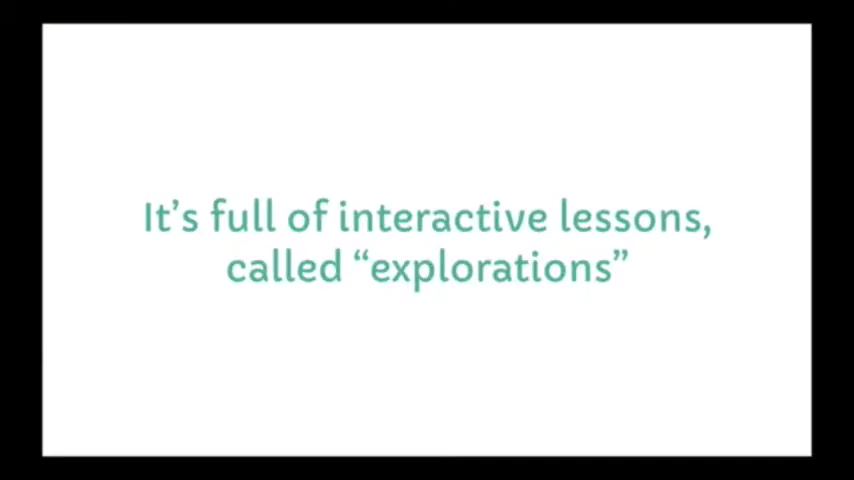 It’s full of interactive lessons,
called “explorations”